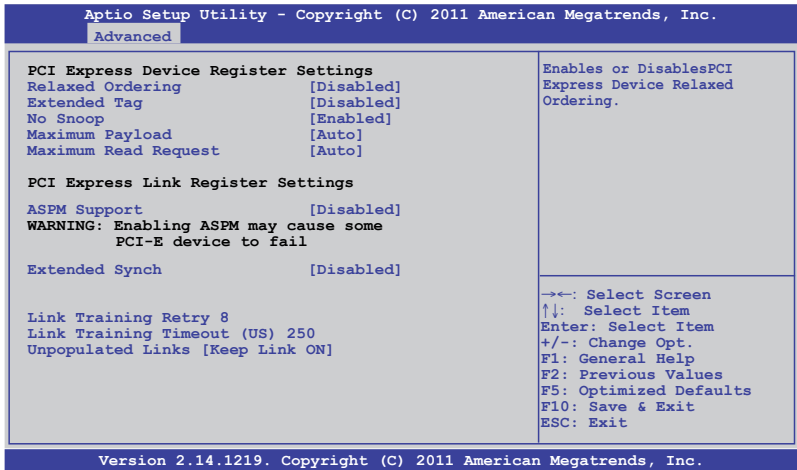 Aptio Setup Utility - Copyright (C) 2011 American Megatrends, Inc.
Advanced
PCI Express Device Register Settings
Relaxed Ordering [Disabled]
Extended Tag [Disabled]
No Snoop [Enabled]
Maximum Payload [Auto]
Maximum Read Request [Auto]
PCI Express Link Register Settings
ASPM Support [Disabled]
WARNING: Enabling ASPM may cause some
PCI-E device to fail
Extended Synch [Disabled]
Link Training Retry 8
Link Training Timeout (US) 250
Unpopulated Links [Keep Link ON]
Enables or DisablesPCI
Express Device Relaxed
Ordering.
→←: Select Screen
↑↓: Select Item
Enter: Select Item
+/-: Change Opt.
F1: General Help
F2: Previous Values
F5: Optimized Defaults
F10: Save & Exit
ESC: Exit
Version 2.14.1219. Copyright (C) 2011 American Megatrends, Inc.